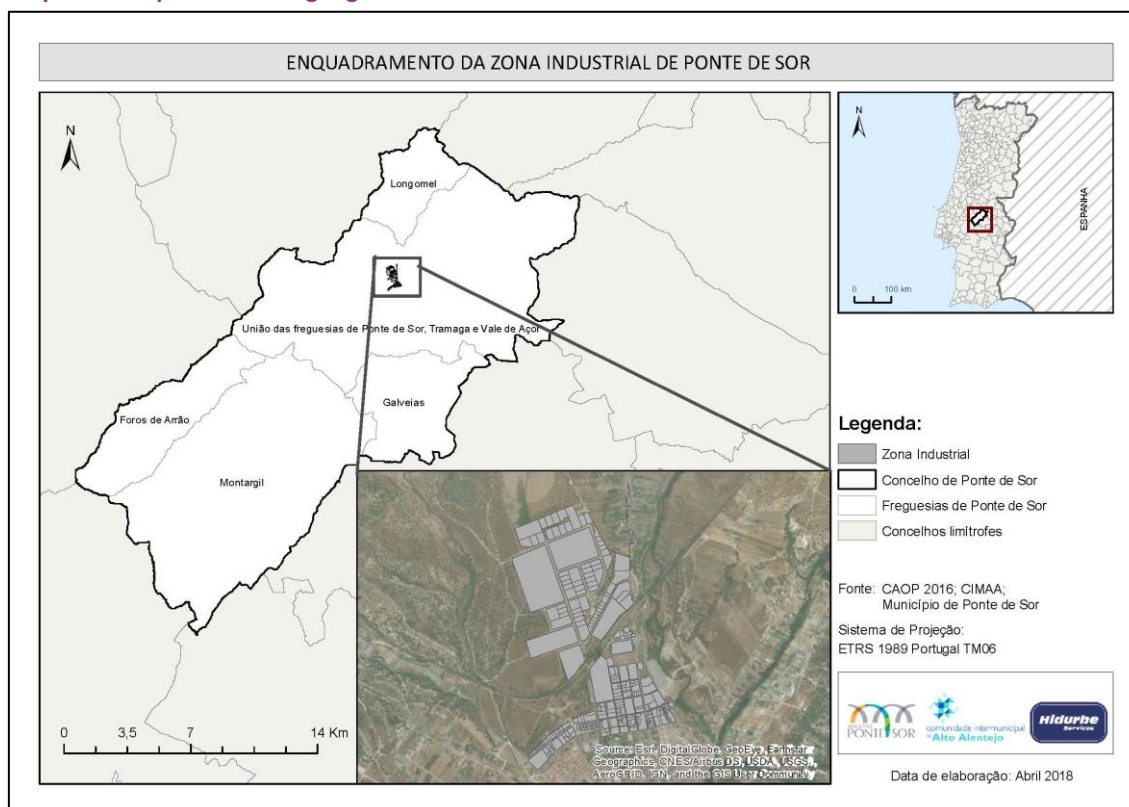 ENQUADRAMENTO DA ZONA INDUSTRIAL DE PONTE DE SOR
N
Longomel
União das freguesias de Ponte de Sor, Tramaga e Vale de Açor
Galveias
Foros de Arrão
Montargil
0 3,5 7 14 Km
Source: Esri, DigitalGlobe, GeoEye, Earthstar
Geographics, CNES/Airbus DS, USDA, USGS,
AeroGRID, IGN, and the GIS User Community
N
ESPANHA
0 100 km
Legenda:
Zona Industrial
Concelho de Ponte de Sor
Freguesias de Ponte de Sor
Concelhos limítrofes
Fonte: CAOP 2016; CIMAA;
Município de Ponte de Sor
Sistema de Projeção:
ETRS 1989 Portugal TM06
PONTE SOR
comunidade intermunicipal
do Alto Alentejo
Hidurbe
Serviços
Data de elaboração: Abril 2018